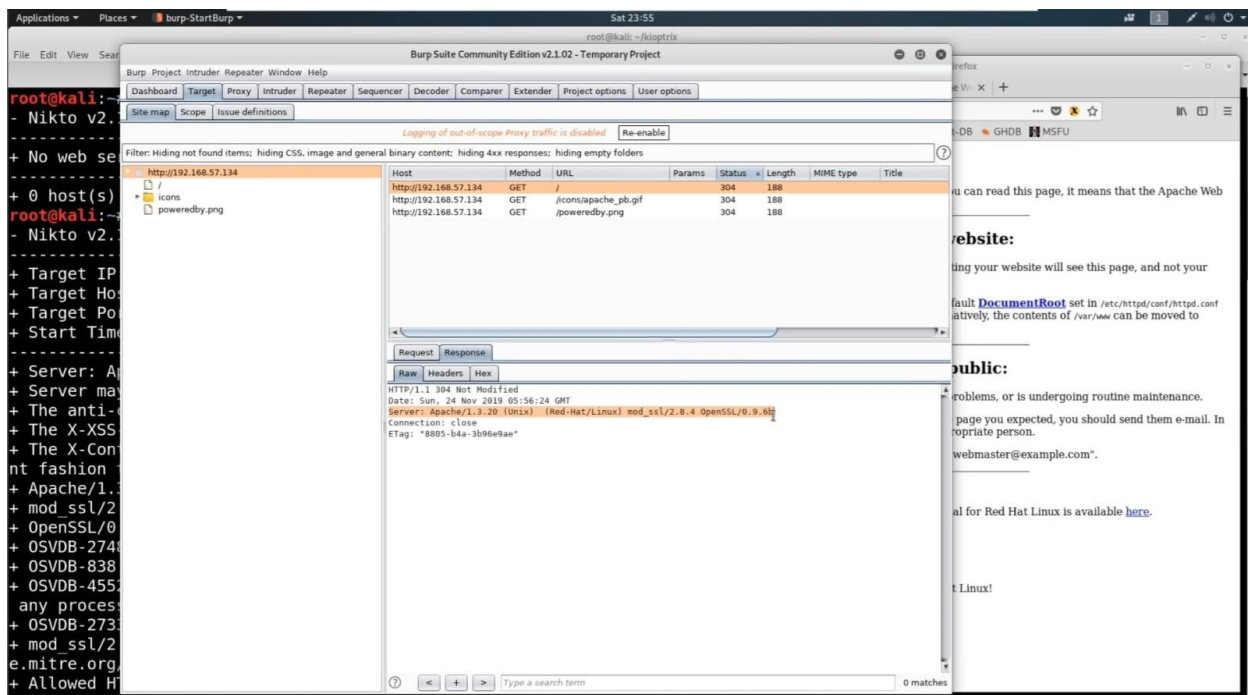 Applications Places burp-StartBurp Sat 23:55 1
root@kali: ~/kioptrix
File Edit View Sear
root@kali:~#
- Nikto v2.
+ No web se
+ 0 host(s)
root@kali:~#
- Nikto v2.
+ Target IP
+ Target Hos
+ Target Por
+ Start Time
+ Server: Ap
+ Server may
+ The anti-c
+ The X-XSS
+ The X-Con
nt fashion
+ Apache/1.3
+ mod_ssl/2
+ OpenSSL/0
+ OSVDB-2748
+ OSVDB-838
+ OSVDB-4552
any process
+ OSVDB-2733
+ mod_ssl/2
e.mitre.org/
+ Allowed HT
Burp Suite Community Edition v2.1.02 - Temporary Project
Burp Project Intruder Repeater Window Help
Dashboard Target Proxy Intruder Repeater Sequencer Decoder Comparer Extender Project options User options
Site map Scope Issue definitions
Logging of out-of-scope Proxy traffic is disabled Re-enable
Filter: Hiding not found items; hiding CSS, image and general binary content; hiding 4xx responses; hiding empty folders
http://192.168.57.134
/
icons
poweredby.png
Host Method URL Params Status Length MIME type Title
http://192.168.57.134 GET / 304 188
http://192.168.57.134 GET /icons/apache_pb.gif 304 188
http://192.168.57.134 GET /poweredby.png 304 188
Request Response
Raw Headers Hex
HTTP/1.1 304 Not Modified
Date: Sun, 24 Nov 2019 05:56:24 GMT
Server: Apache/1.3.20 (Unix) (Red-Hat/Linux) mod_ssl/2.8.4 OpenSSL/0.9.6b
Connection: close
ETag: "8805-b4a-3b96e9ae"
? < + > Type a search term 0 matches
irefox
e W
-DB GHDB MSFU
u can read this page, it means that the Apache Web
vebsite:
ting your website will see this page, and not your
fault DocumentRoot set in /etc/httpd/conf/httpd.conf
atively, the contents of /var/www can be moved to
public:
roblems, or is undergoing routine maintenance.
page you expected, you should send them e-mail. In
ropriate person.
webmaster@example.com".
al for Red Hat Linux is available here.
t Linux!